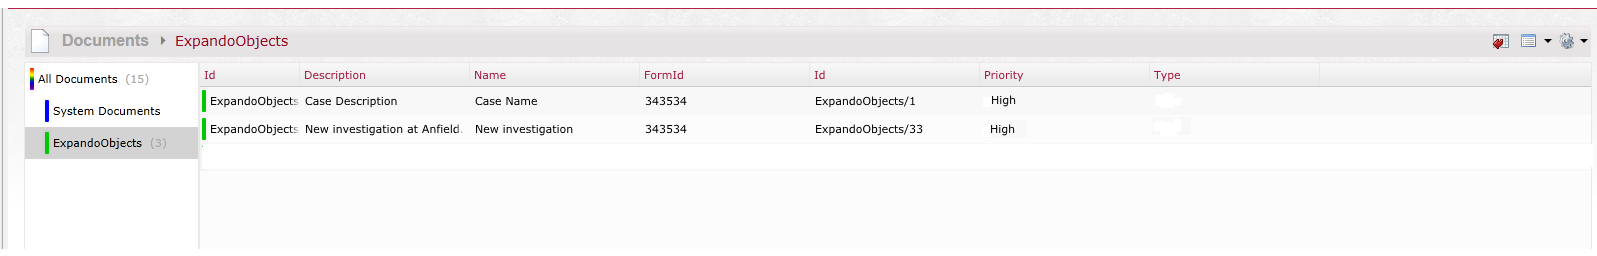 Documents ExpandoObjects
All Documents (15)
System Documents
ExpandoObjects (3)
Id Description Name FormId Id Priority Type
ExpandoObjects Case Description Case Name 343534 ExpandoObjects/1 High
ExpandoObjects New investigation at Anfield. New investigation 343534 ExpandoObjects/33 High